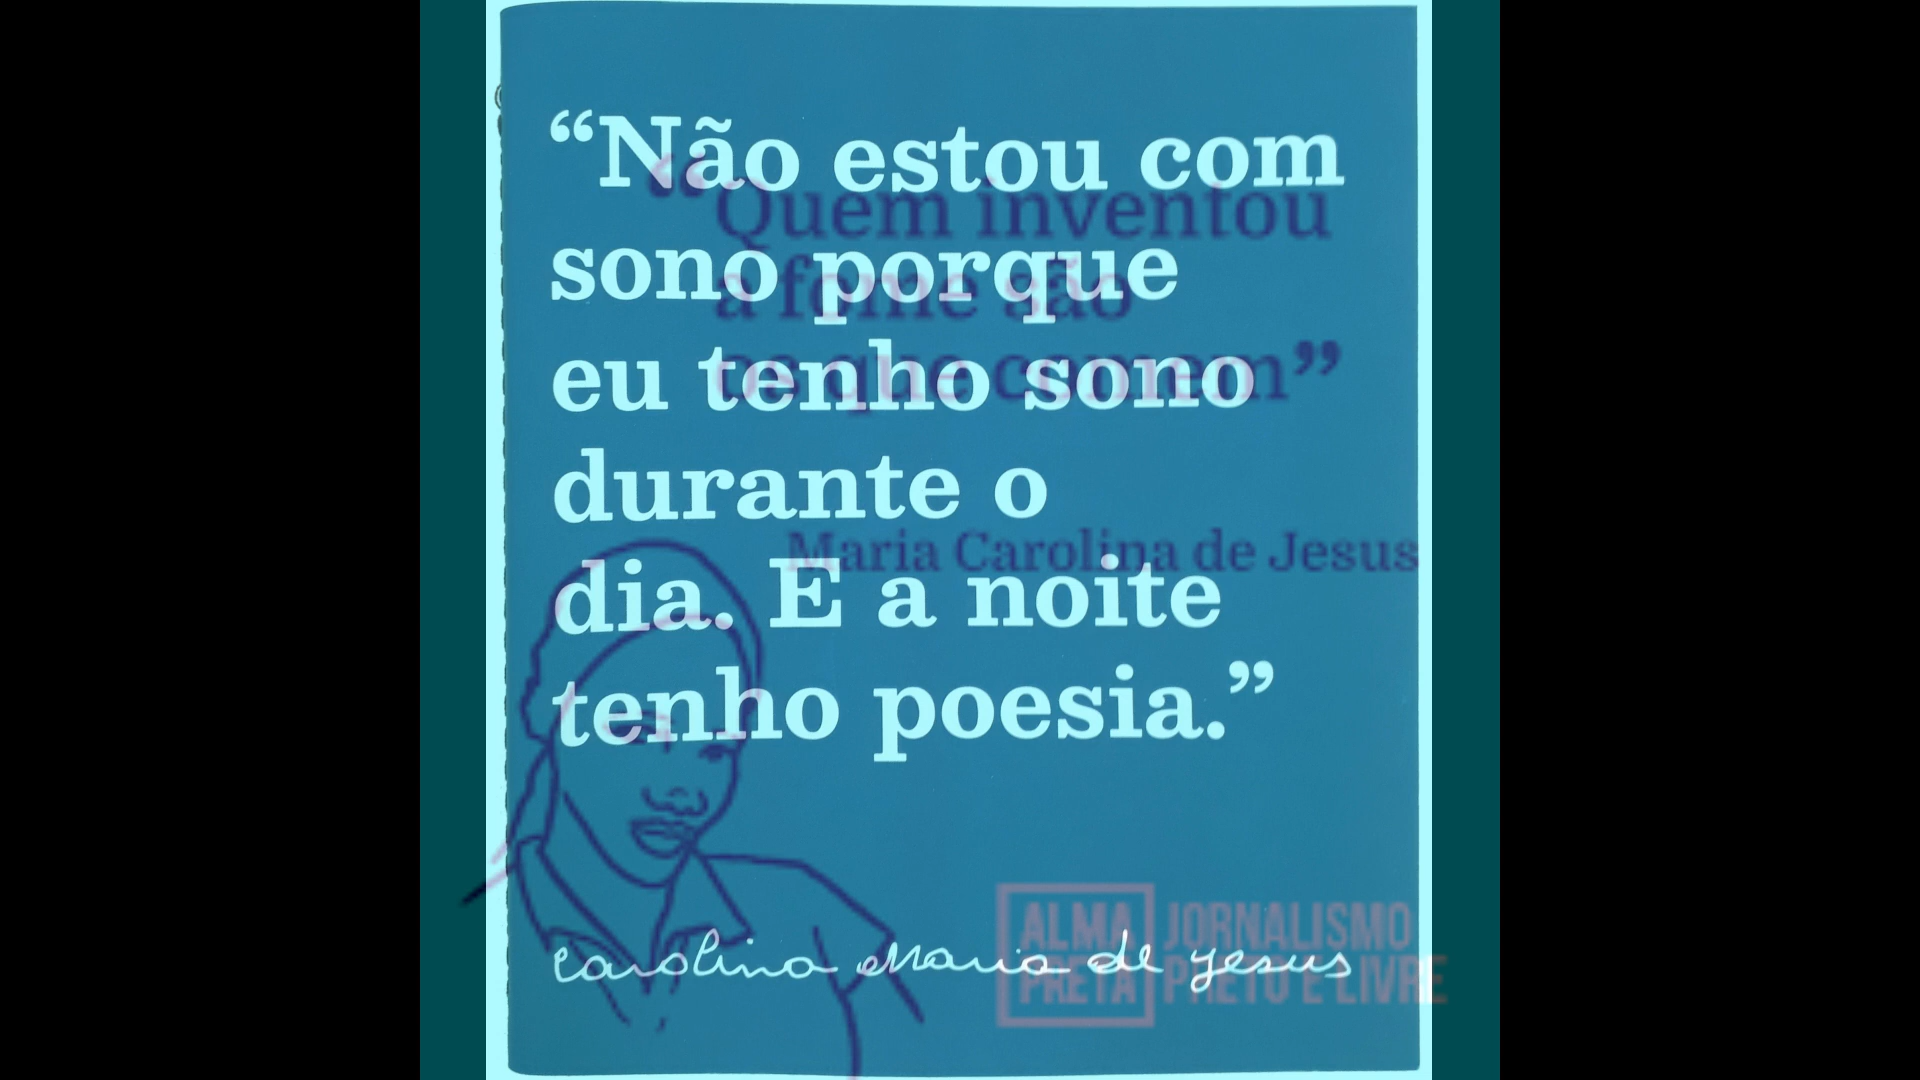 “Não estou com
sono porque
eu tenho sono
durante o
dia. E a noite
tenho poesia.”
Carolina Maria de Jesus
“Quem inventou
a fome são
os que comem”
Maria Carolina de Jesus
ALMA
PRETA
JORNALISMO
PRETO E LIVRE